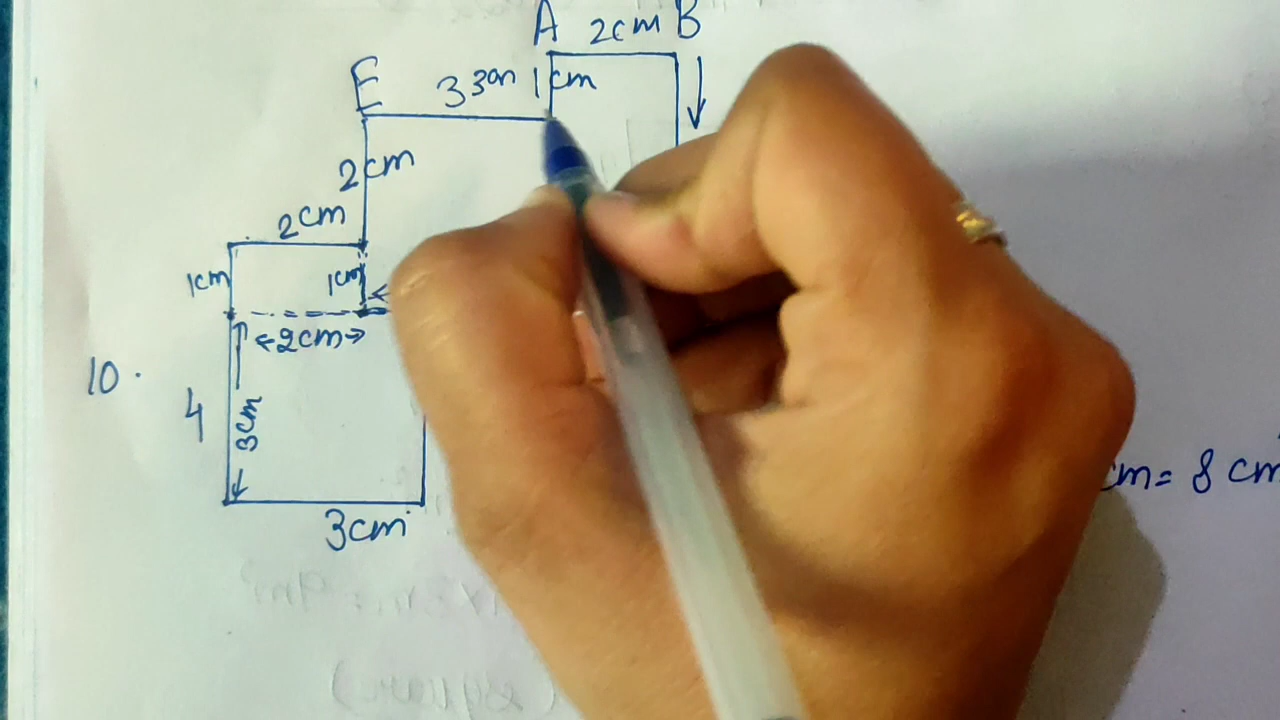 A 2cm B
E 3 3cm 1cm
2cm
2cm
1cm 1cm
2cm
10.
4 3cm
cm= 8 cm
3cm